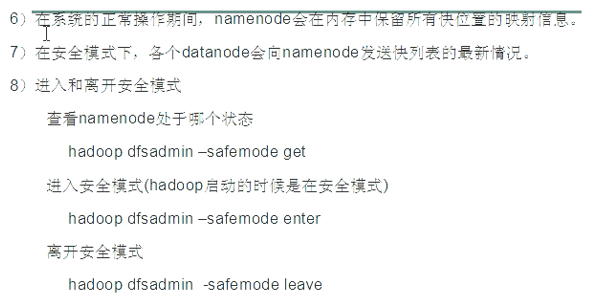 6）在系统的正常操作期间，namenode会在内存中保留所有快位置的映射信息。
7）在安全模式下，各个datanode会向namenode发送快列表的最新情况。
8）进入和离开安全模式
查看namenode处于哪个状态
hadoop dfsadmin –safemode get
进入安全模式(hadoop启动的时候是在安全模式)
hadoop dfsadmin –safemode enter
离开安全模式
hadoop dfsadmin  -safemode leave